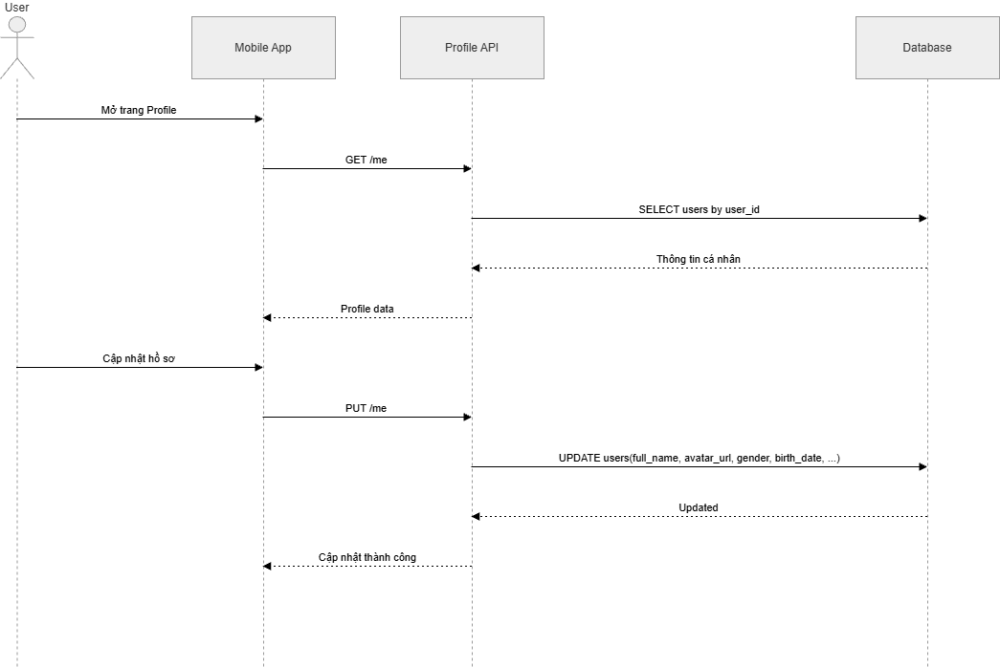 User
Mobile App
Profile API
Database
Mở trang Profile
GET /me
SELECT users by user_id
Thông tin cá nhân
Profile data
Cập nhật hồ sơ
PUT /me
UPDATE users(full_name, avatar_url, gender, birth_date, ...)
Updated
Cập nhật thành công